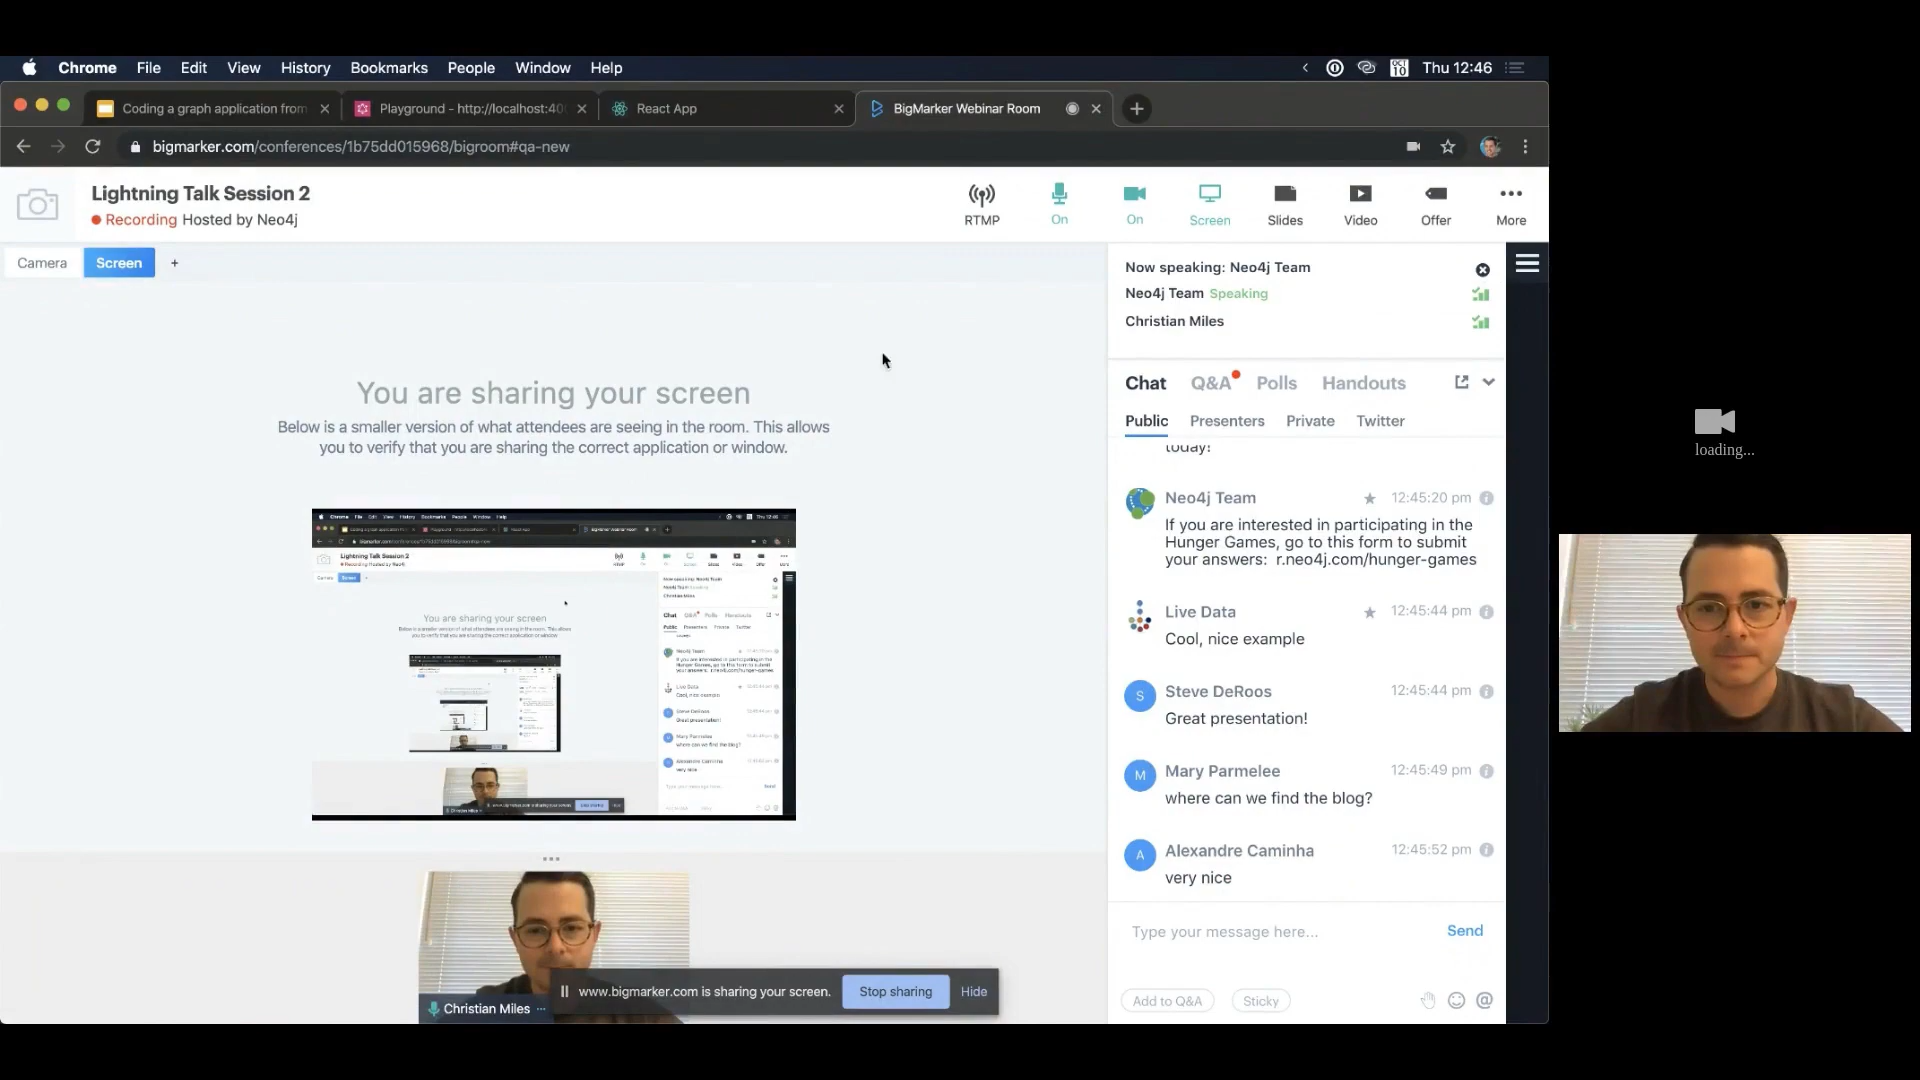 Chrome File Edit View History Bookmarks People Window Help
OCT 10 Thu 12:46
Coding a graph application from
Playground - http://localhost:40
React App
BigMarker Webinar Room
bigmarker.com/conferences/1b75dd015968/bigroom#qa-new
Lightning Talk Session 2
Recording Hosted by Neo4j
RTMP
On
On
Screen
Slides
Video
Offer
More
Camera
Screen
+
Now speaking: Neo4j Team
Neo4j Team Speaking
Christian Miles
You are sharing your screen
Below is a smaller version of what attendees are seeing in the room. This allows
you to verify that you are sharing the correct application or window.
Chat Q&A Polls Handouts
Public Presenters Private Twitter
today!
Neo4j Team 12:45:20 pm
If you are interested in participating in the
Hunger Games, go to this form to submit
your answers: r.neo4j.com/hunger-games
Live Data 12:45:44 pm
Cool, nice example
S
Steve DeRoos 12:45:44 pm
Great presentation!
M
Mary Parmelee 12:45:49 pm
where can we find the blog?
A
Alexandre Caminha 12:45:52 pm
very nice
Type your message here...
Send
Add to Q&A
Sticky
@
Christian Miles
www.bigmarker.com is sharing your screen.
Stop sharing
Hide
loading...